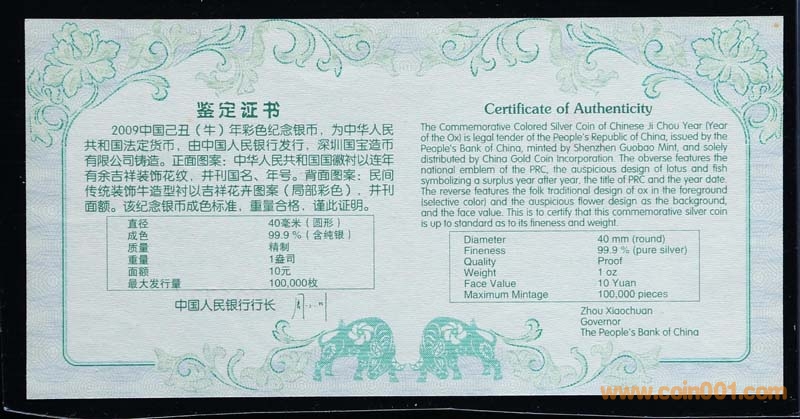 鉴定证书
2009中国己丑（牛）年彩色纪念银币，为中华人民
共和国法定货币，由中国人民银行发行，深圳国宝造币
有限公司铸造。正面图案：中华人民共和国国徽衬以连年
有余吉祥装饰花纹，并刊国名、年号。背面图案：民间
传统装饰牛造型衬以吉祥花卉图案（局部彩色），并刊
面额。该纪念银币成色标准，重量合格，谨此证明。
直径 40毫米（圆形）
成色 99.9％（含纯银）
质量 精制
重量 1盎司
面额 10元
最大发行量 100,000枚
中国人民银行行长
Certificate of Authenticity
The Commemorative Colored Silver Coin of Chinese Ji Chou Year (Year
of the Ox) is legal tender of the People's Republic of China, issued by the
People's Bank of China, minted by Shenzhen Guobao Mint, and solely
distributed by China Gold Coin Incorporation. The obverse features the
national emblem of the PRC, the auspicious design of lotus and fish
symbolizing a surplus year after year, the title of PRC and the year date.
The reverse features the folk traditional design of ox in the foreground
(selective color) and the auspicious flower design as the background,
and the face value. This is to certify that this commemorative silver coin
is up to standard as to its fineness and weight.
Diameter 40 mm (round)
Fineness 99.9 % (pure silver)
Quality Proof
Weight 1 oz
Face Value 10 Yuan
Maximum Mintage 100,000 pieces
Zhou Xiaochuan
Governor
The People's Bank of China
www.coin001.com